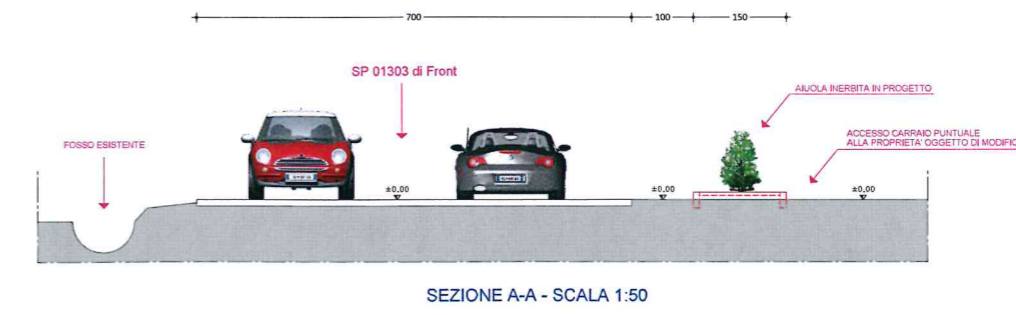 700
100
150
SP 01303 di Front
AIUOLA INERBITA IN PROGETTO
FOSSO ESISTENTE
ACCESSO CARRAIO PUNTUALE
ALLA PROPRIETA' OGGETTO DI MODIFIC
±0,00
±0,00
±0,00
SEZIONE A-A - SCALA 1:50